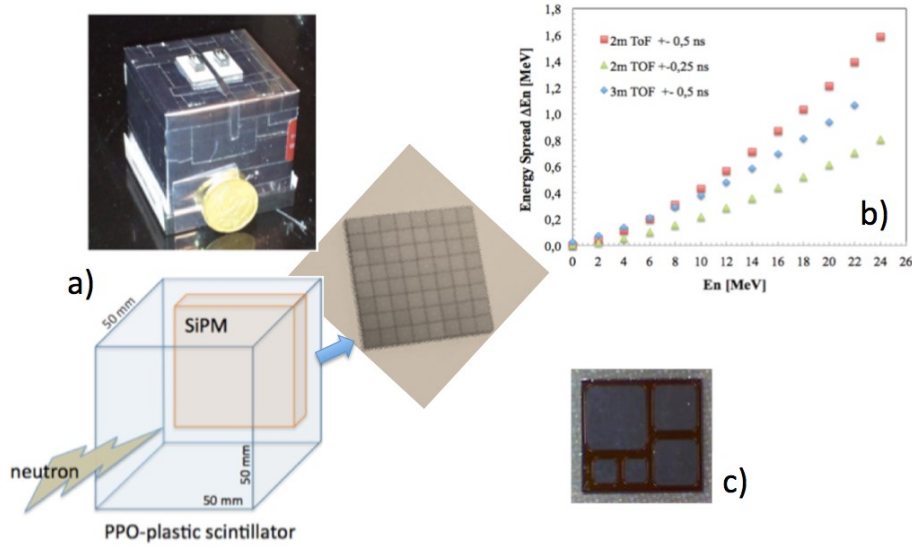 a)
50 mm
SiPM
neutron
50 mm
50 mm
PPO-plastic scintillator
b)
Energy Spread ΔEn [MeV]
1,8
1,6
1,4
1,2
1,0
0,8
0,6
0,4
0,2
0,0
2m ToF +- 0,5 ns
2m TOF +-0,25 ns
3m TOF +- 0,5 ns
0 2 4 6 8 10 12 14 16 18 20 22 24 26
En [MeV]
c)